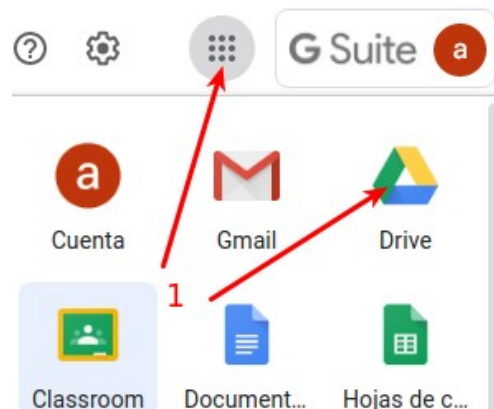 G Suite a
a
Cuenta Gmail Drive
1
Classroom Document... Hojas de c...